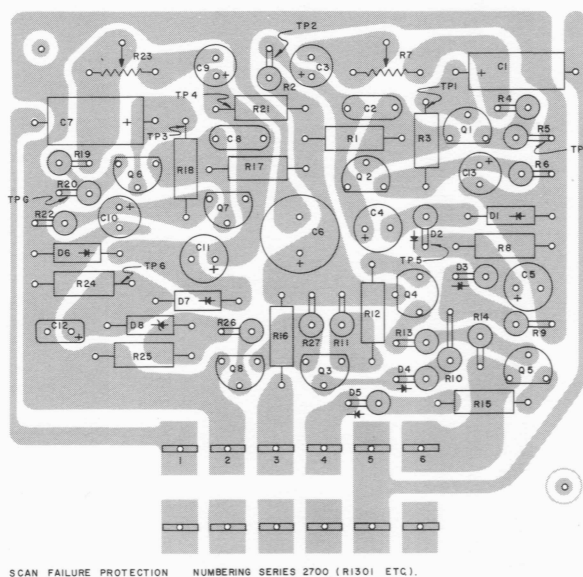 TP2
R23
C9
C3
R7
C1
R2
TP4
R4
C7
R21
C2
TP1
TP3
C8
R1
R3
Q1
R5
TP
R19
Q6
R18
R17
Q2
C13
R6
R20
TP6
R22
C10
Q7
C4
D1
D2
C6
D6
TP6
C11
TP5
R8
R24
D7
D3
C5
Q4
R12
C12
D8
R26
R16
R27
R11
R13
R14
R9
R25
Q8
Q3
D4
R10
Q5
D5
R15
1 2 3 4 5 6
SCAN FAILURE PROTECTION NUMBERING SERIES 2700 (R1301 ETC).